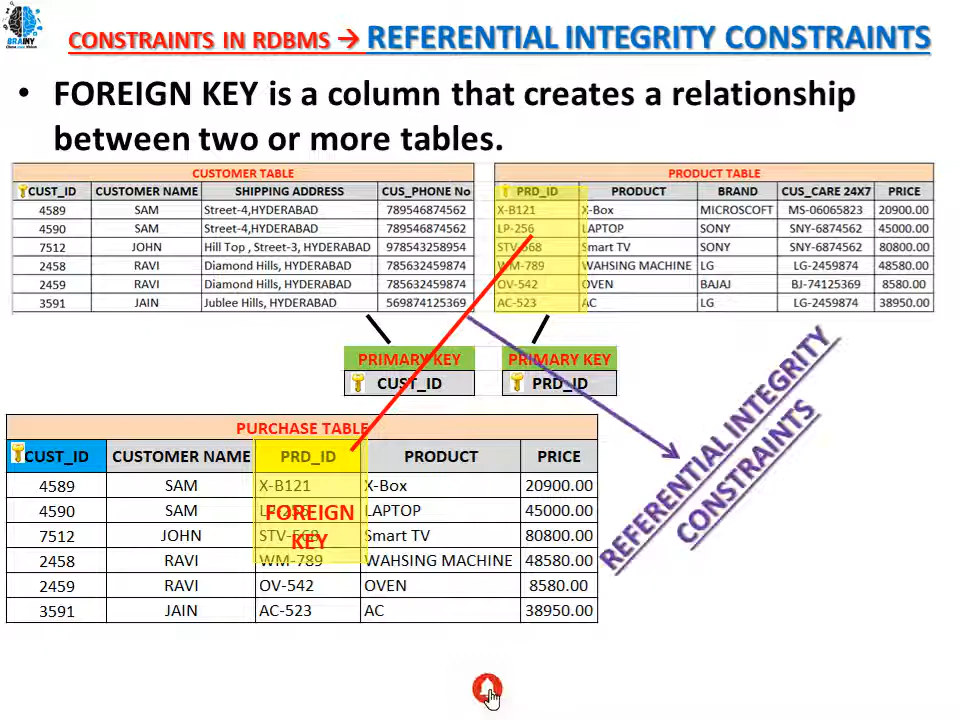 BRAINY
CONSTRAINTS IN RDBMS → REFERENTIAL INTEGRITY CONSTRAINTS
• FOREIGN KEY is a column that creates a relationship
between two or more tables.
CUSTOMER TABLE
CUST_ID CUSTOMER NAME SHIPPING ADDRESS CUS_PHONE No
4589 SAM Street-4,HYDERABAD 789546874562
4590 SAM Street-4,HYDERABAD 789546874562
7512 JOHN Hill Top , Street-3, HYDERABAD 978543258954
2458 RAVI Diamond Hills, HYDERABAD 785632459874
2459 RAVI Diamond Hills, HYDERABAD 785632459874
3591 JAIN Jublee Hills, HYDERABAD 569874125369
PRODUCT TABLE
PRD_ID PRODUCT BRAND CUS_CARE 24X7 PRICE
X-B121 X-Box MICROSCOFT MS-06065823 20900.00
LP-256 LAPTOP SONY SNY-6874562 45000.00
STV-568 Smart TV SONY SNY-6874562 80800.00
WM-789 WAHSING MACHINE LG LG-2459874 48580.00
OV-542 OVEN BAJAJ BJ-74125369 8580.00
AC-523 AC LG LG-2459874 38950.00
PRIMARY KEY
CUST_ID
PRIMARY KEY
PRD_ID
REFERENTIAL INTEGRITY
CONSTRAINTS
PURCHASE TABLE
CUST_ID CUSTOMER NAME PRD_ID PRODUCT PRICE
4589 SAM X-B121 X-Box 20900.00
4590 SAM LP-256 LAPTOP 45000.00
7512 JOHN STV-568 Smart TV 80800.00
2458 RAVI WM-789 WAHSING MACHINE 48580.00
2459 RAVI OV-542 OVEN 8580.00
3591 JAIN AC-523 AC 38950.00
FOREIGN
KEY